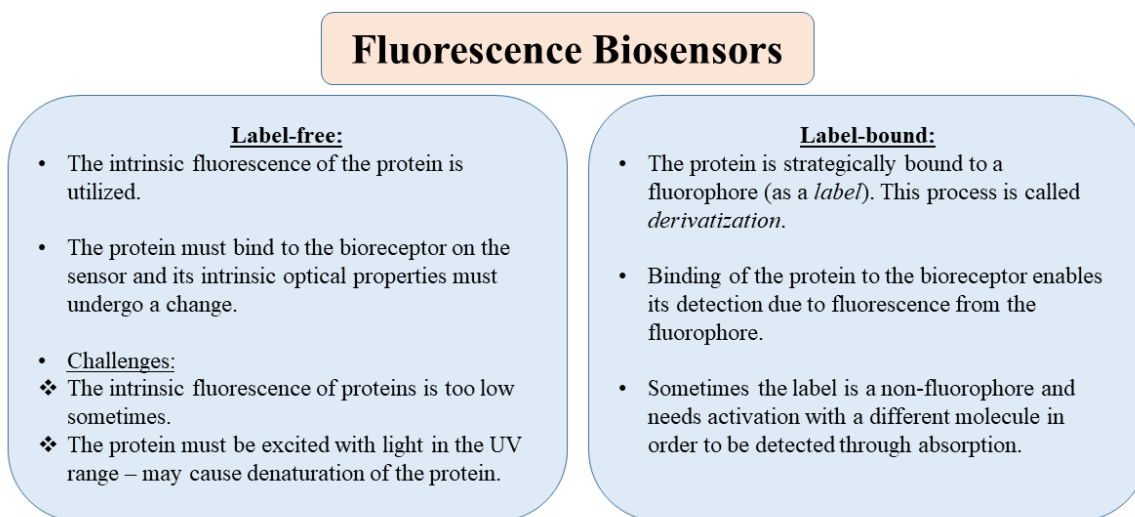 Fluorescence Biosensors
Label-free:
• The intrinsic fluorescence of the protein is
utilized.
• The protein must bind to the bioreceptor on the
sensor and its intrinsic optical properties must
undergo a change.
• Challenges:
❖ The intrinsic fluorescence of proteins is too low
sometimes.
❖ The protein must be excited with light in the UV
range – may cause denaturation of the protein.
Label-bound:
• The protein is strategically bound to a
fluorophore (as a label). This process is called
derivatization.
• Binding of the protein to the bioreceptor enables
its detection due to fluorescence from the
fluorophore.
• Sometimes the label is a non-fluorophore and
needs activation with a different molecule in
order to be detected through absorption.